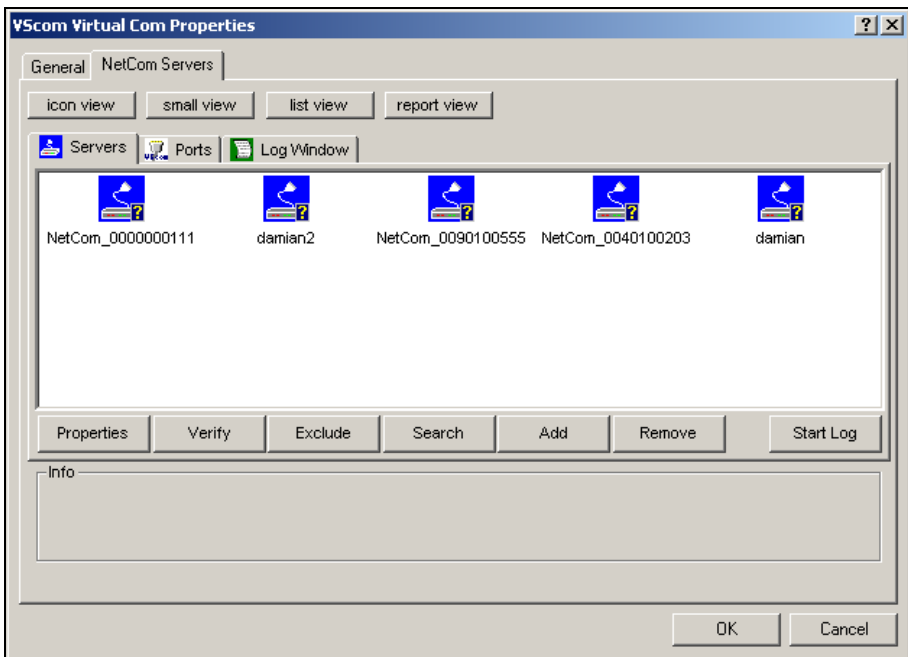 VScom Virtual Com Properties
General NetCom Servers
icon view small view list view report view
Servers Ports Log Window
NetCom_0000000111 damian2 NetCom_0090100555 NetCom_0040100203 damian
Properties Verify Exclude Search Add Remove Start Log
Info
OK Cancel